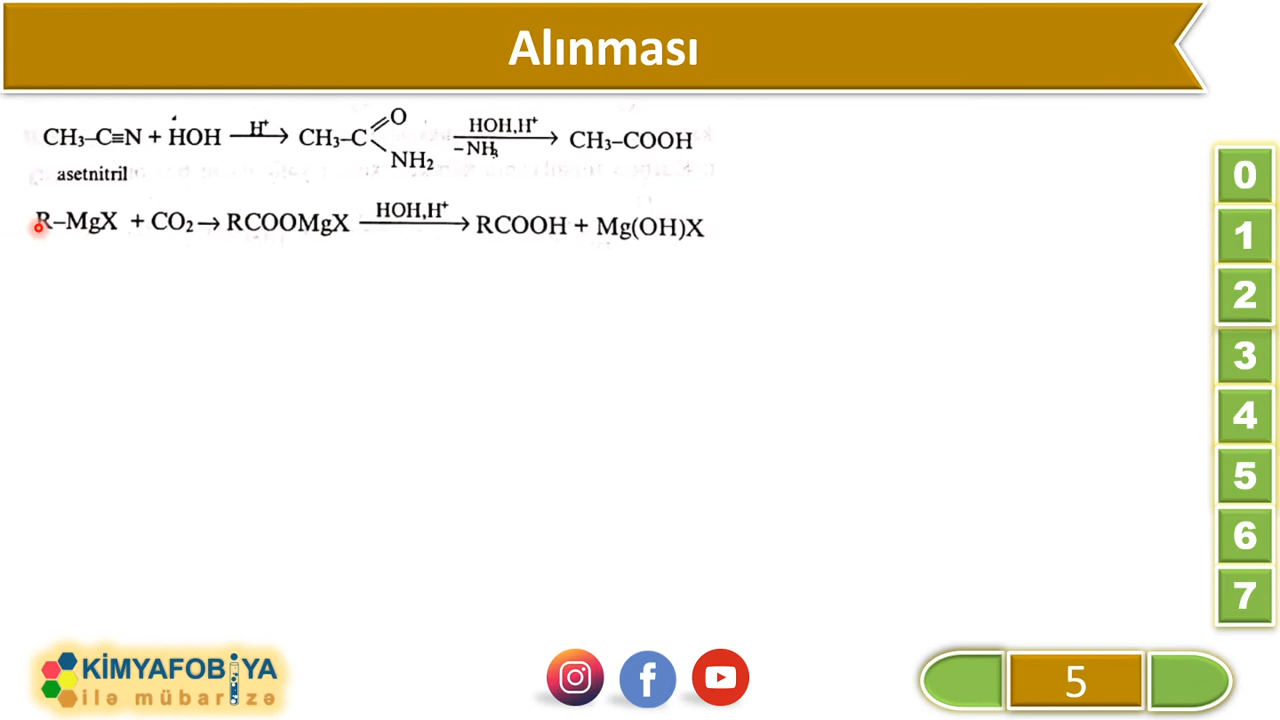 Alınması
CH₃–C≡N + HOH —H⁺→ CH₃–C(=O)NH₂ —HOH,H⁺ / –NH₃→ CH₃–COOH
asetnitril
R–MgX + CO₂ → RCOOMgX —HOH,H⁺→ RCOOH + Mg(OH)X
0
1
2
3
4
5
6
7
KİMYAFOBİYA
ilə mübarizə
5